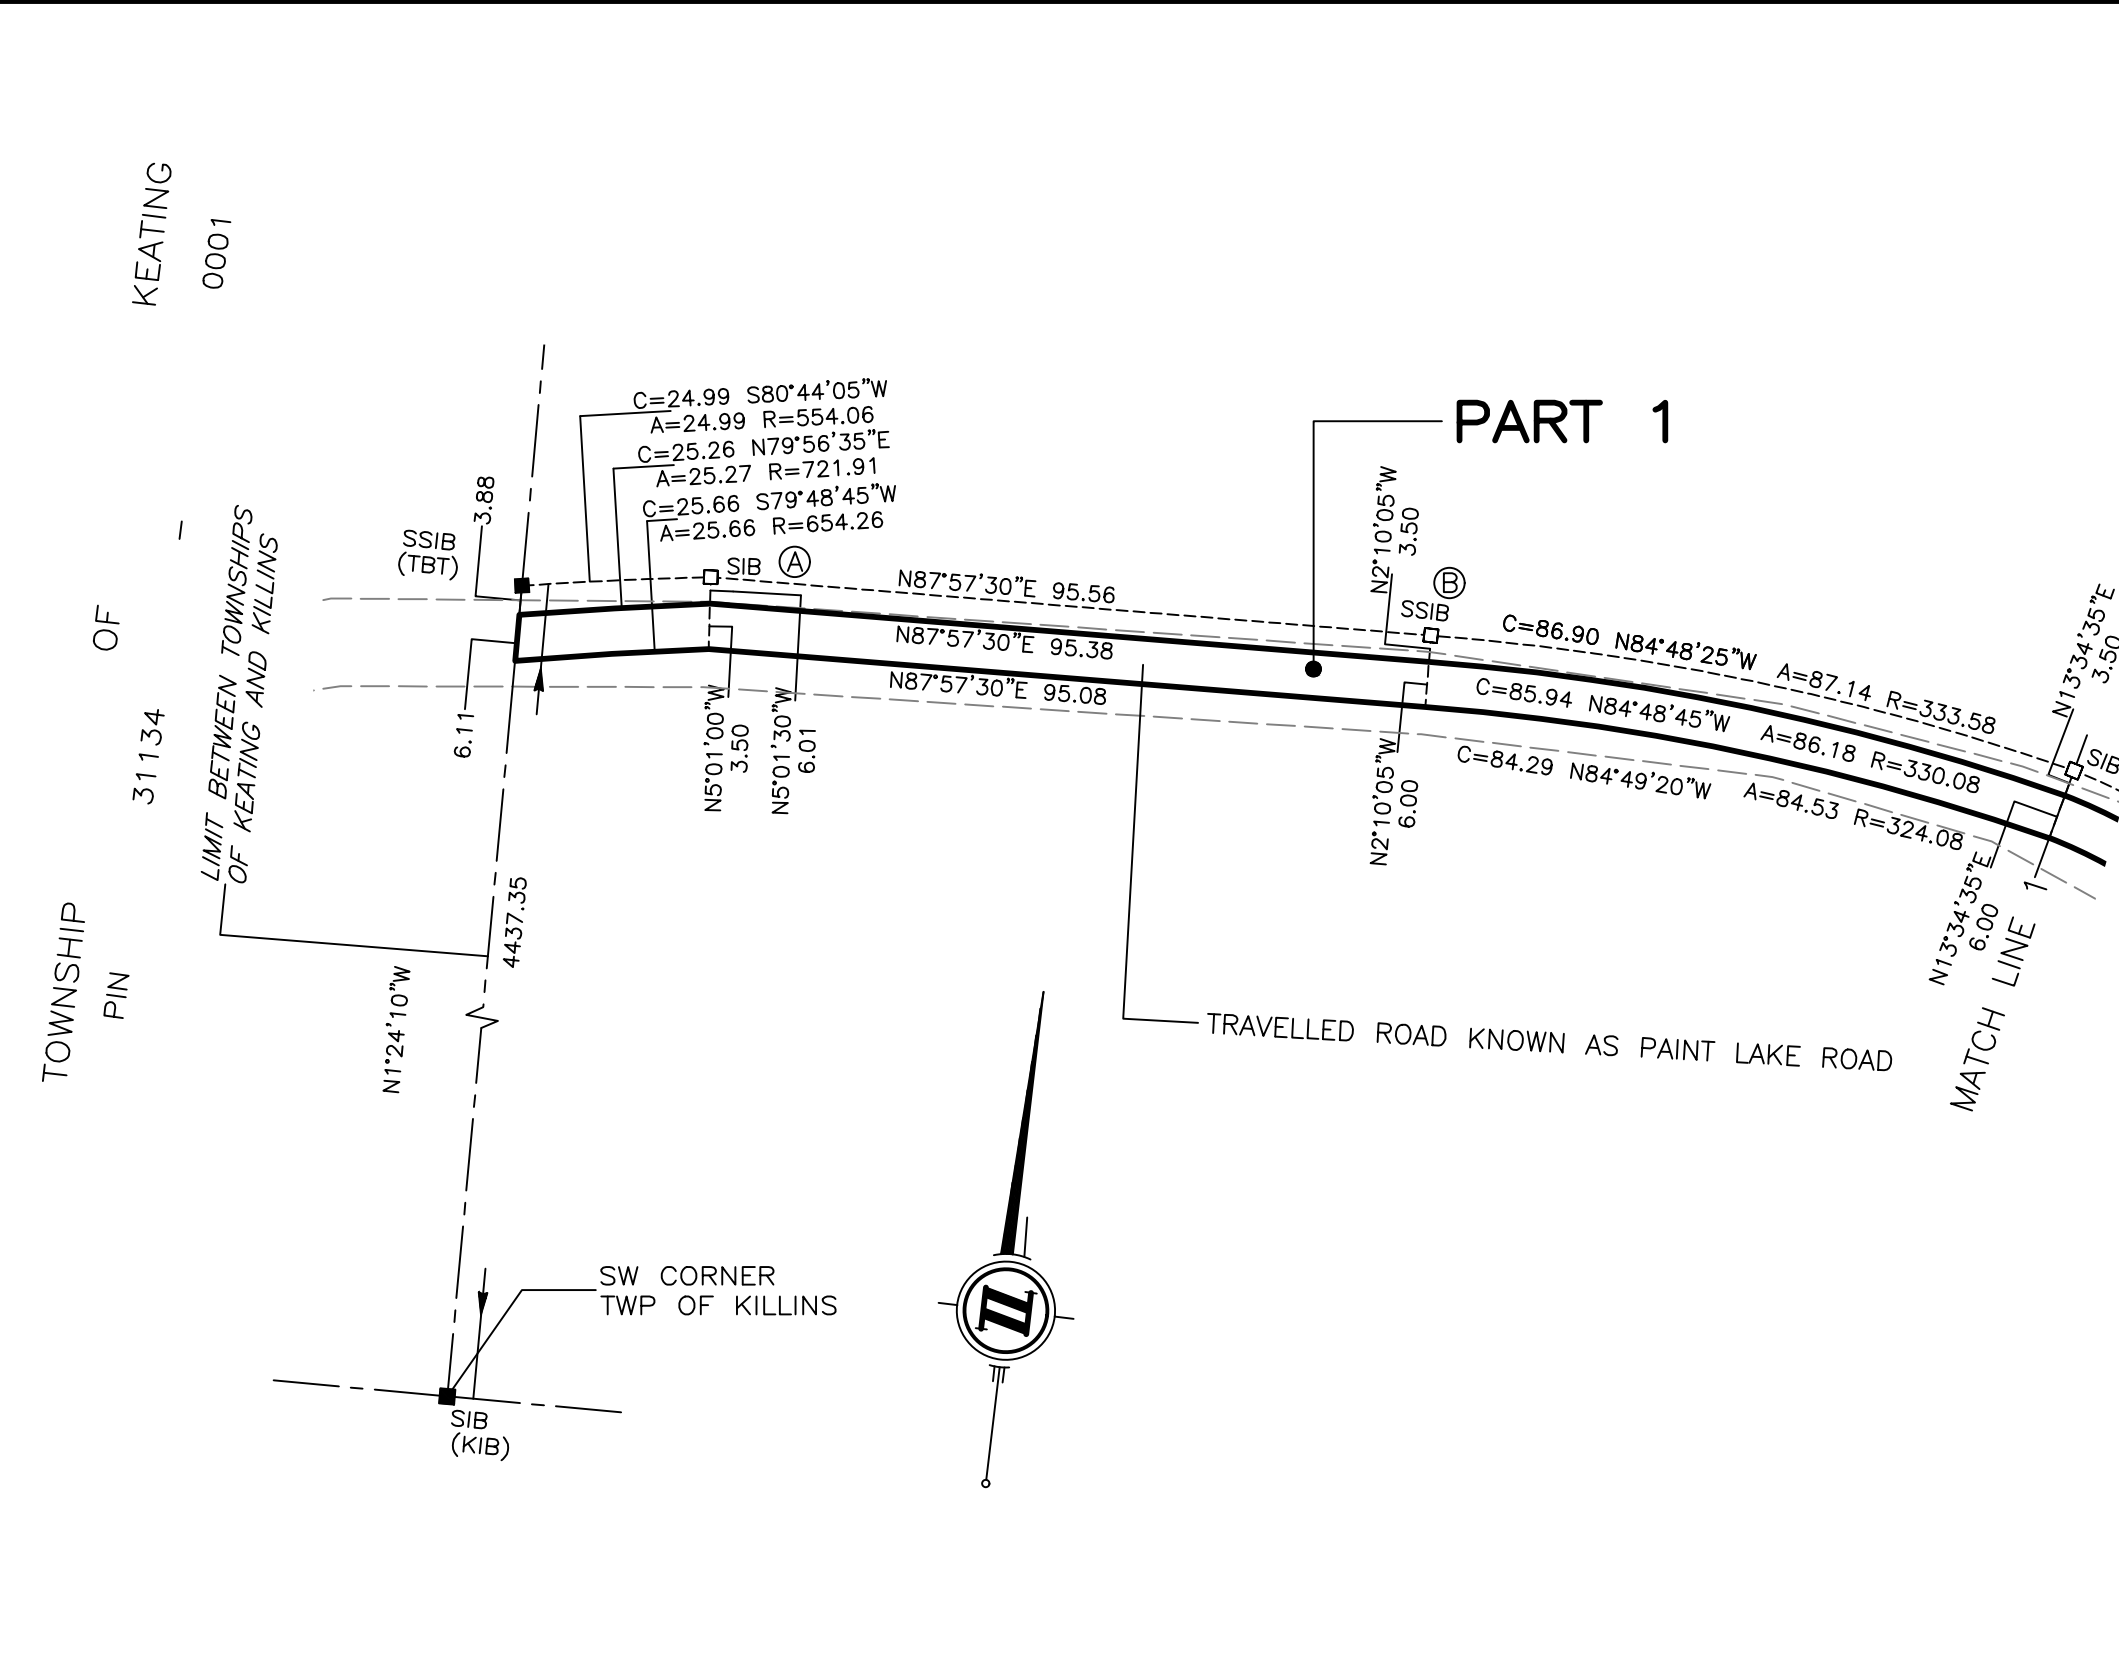 KEATING
0001
OF
–
31134
TOWNSHIP
PIN
LIMIT BETWEEN TOWNSHIPS
OF KEATING AND KILLINS
C=24.99 S80°44'05"W
A=24.99 R=554.06
C=25.26 N79°56'35"E
A=25.27 R=721.91
C=25.66 S79°48'45"W
A=25.66 R=654.26
3.88
SSIB
(TBT)
SIB A
N87°57'30"E 95.56
N87°57'30"E 95.38
N87°57'30"E 95.08
PART 1
N2°10'05"W
3.50
B
SSIB
C=86.90 N84°48'25"W A=87.14 R=333.58
C=85.94 N84°48'45"W A=86.18 R=330.08
C=84.29 N84°49'20"W A=84.53 R=324.08
N13°34'35"E
3.50
SIB
6.11
N5°01'00"W
3.50
N5°01'30"W
6.01
N2°10'05"W
6.00
N13°34'35"E
6.00
MATCH LINE 1
4437.35
N1°24'10"W
TRAVELLED ROAD KNOWN AS PAINT LAKE ROAD
SW CORNER
TWP OF KILLINS
SIB
(KIB)